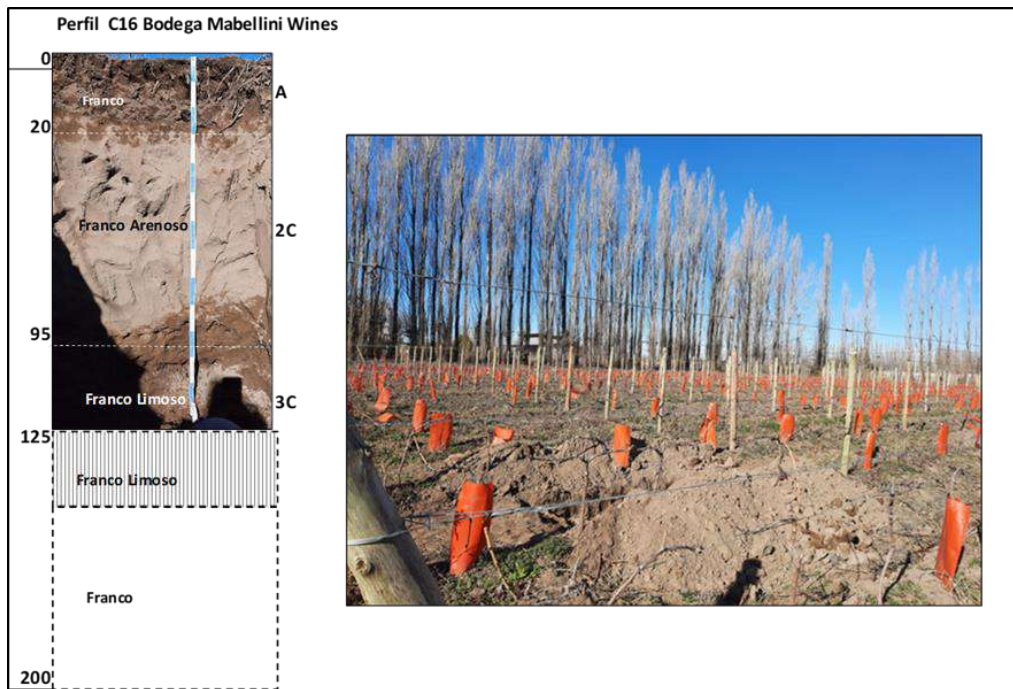 Perfil C16 Bodega Mabellini Wines
0
Franco
A
20
Franco Arenoso
2C
95
Franco Limoso
3C
125
Franco Limoso
Franco
200